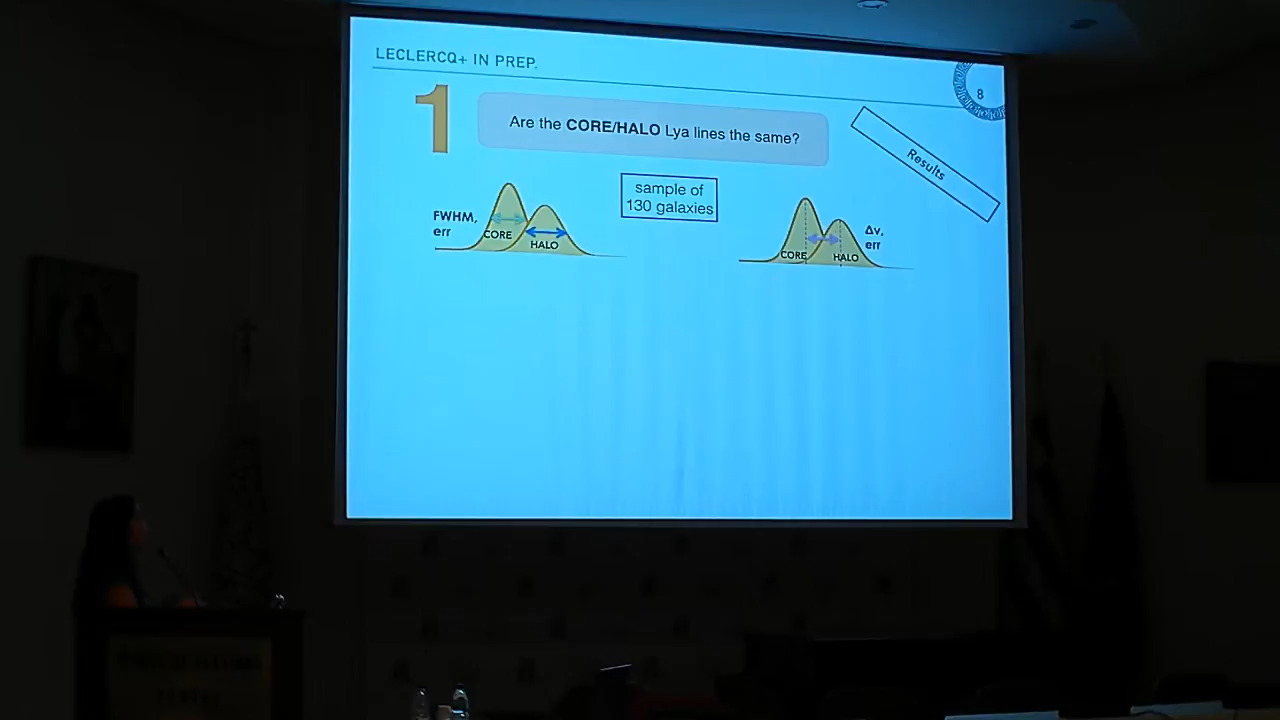 LECLERCQ+ IN PREP.
8
1
Are the CORE/HALO Lya lines the same?
Results
sample of
130 galaxies
FWHM,
err
CORE
HALO
Δv,
err
CORE
HALO